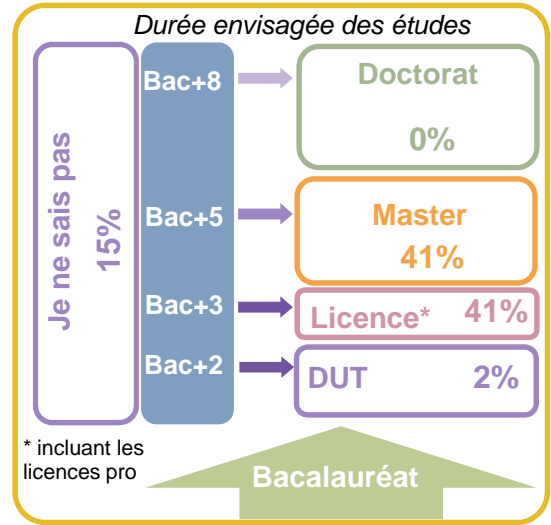 Durée envisagée des études
Je ne sais pas
15%
Bac+8
Doctorat
0%
Bac+5
Master
41%
Bac+3
Licence* 41%
Bac+2
DUT 2%
* incluant les
licences pro
Bacalauréat